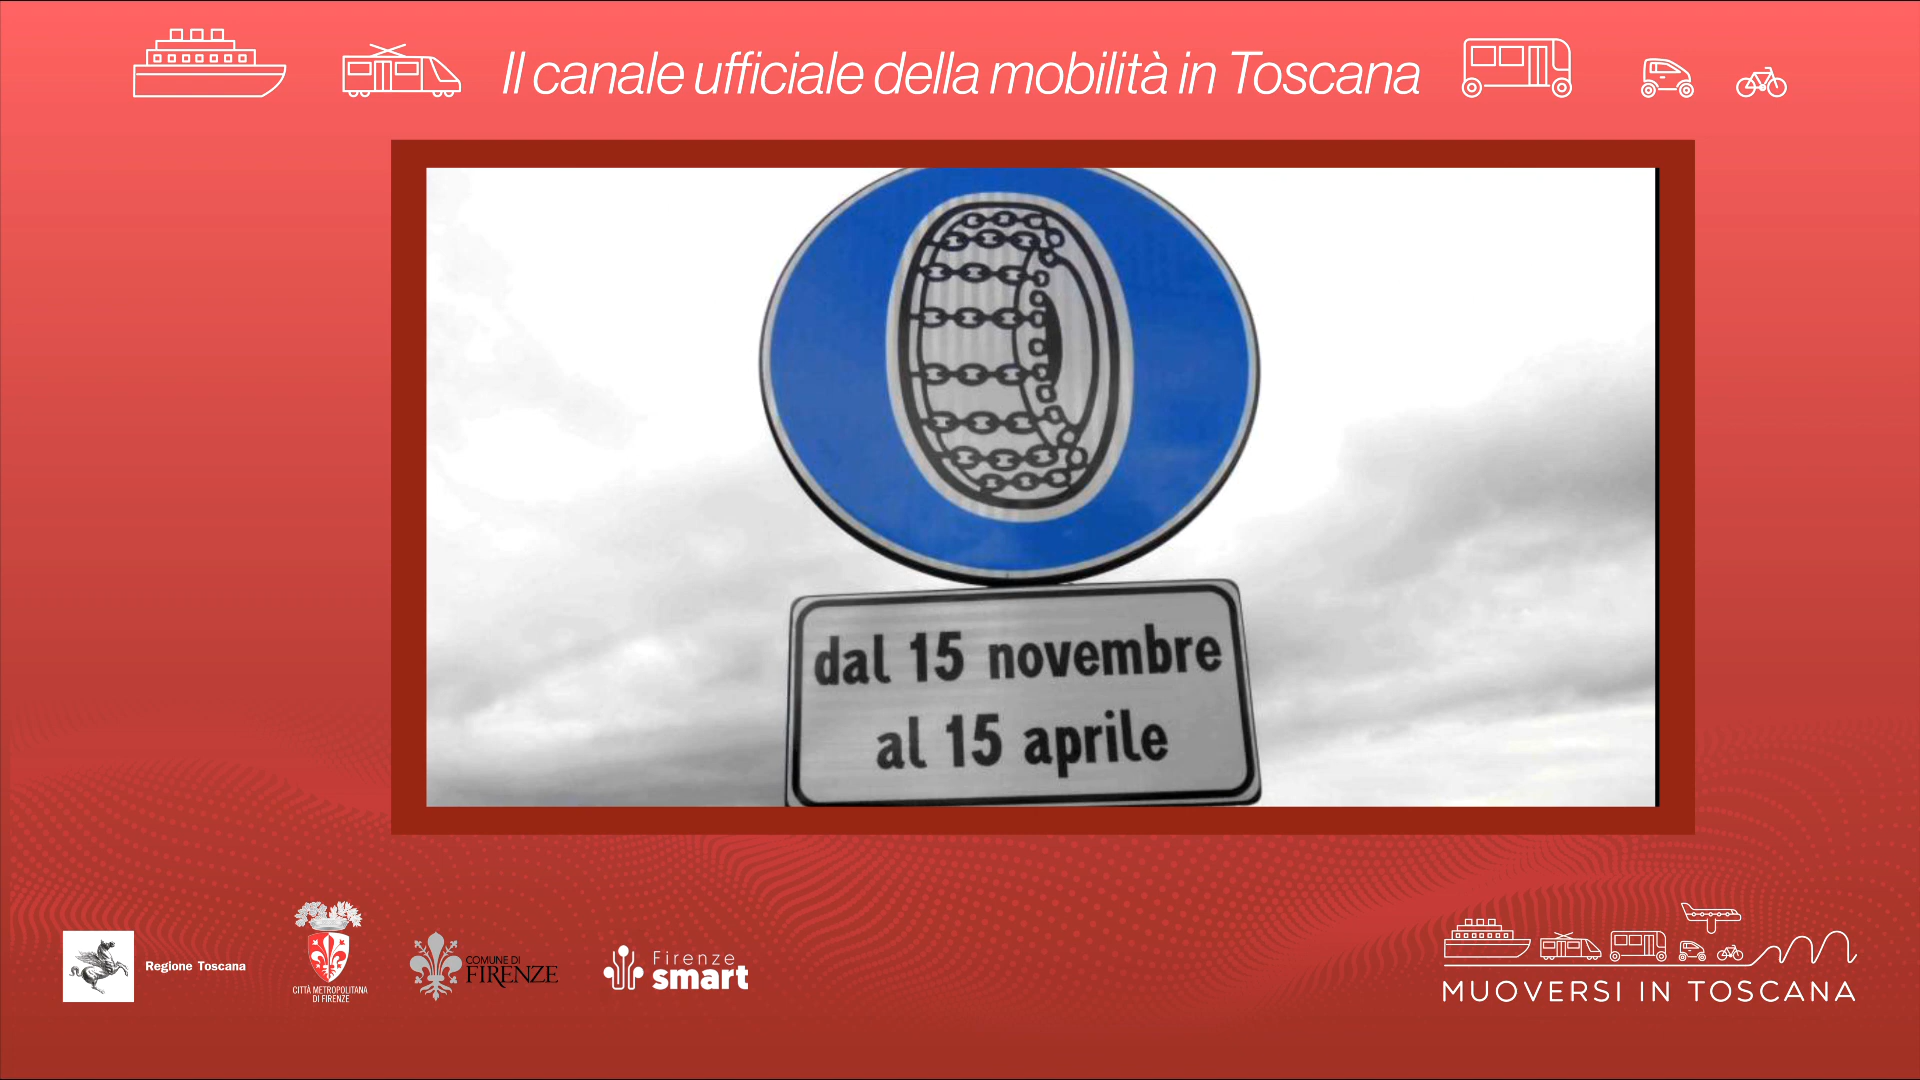 Il canale ufficiale della mobilità in Toscana
dal 15 novembre
al 15 aprile
Regione Toscana
CITTÀ METROPOLITANA
DI FIRENZE
COMUNE DI
FIRENZE
Firenze
smart
MUOVERSI IN TOSCANA